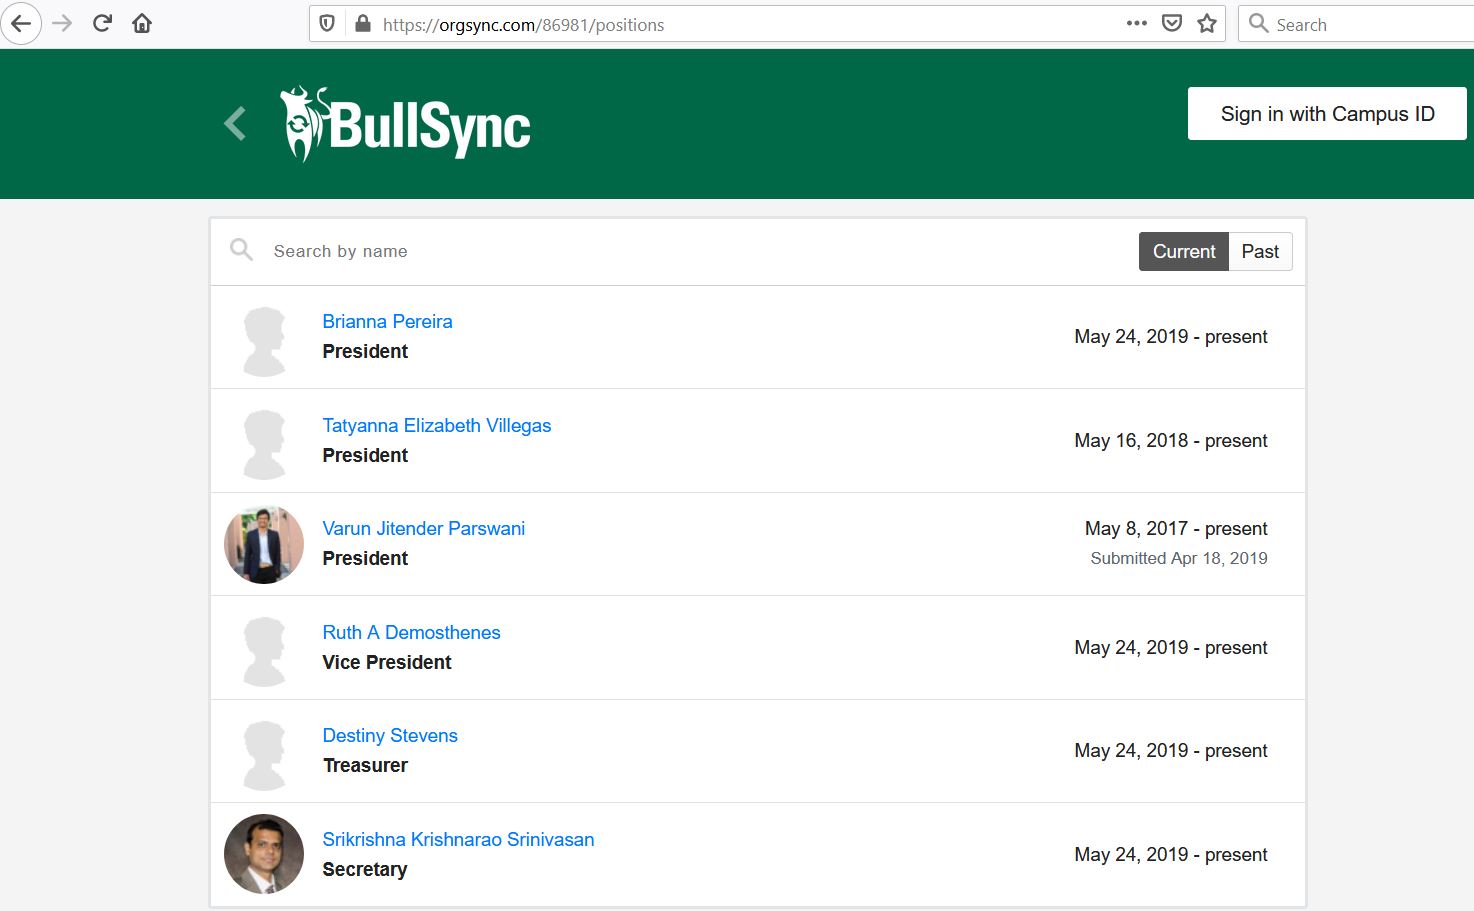 https://orgsync.com/86981/positions
Search
BullSync
Sign in with Campus ID
Search by name
Current
Past
Brianna Pereira
President
May 24, 2019 - present
Tatyanna Elizabeth Villegas
President
May 16, 2018 - present
Varun Jitender Parswani
President
May 8, 2017 - present
Submitted Apr 18, 2019
Ruth A Demosthenes
Vice President
May 24, 2019 - present
Destiny Stevens
Treasurer
May 24, 2019 - present
Srikrishna Krishnarao Srinivasan
Secretary
May 24, 2019 - present